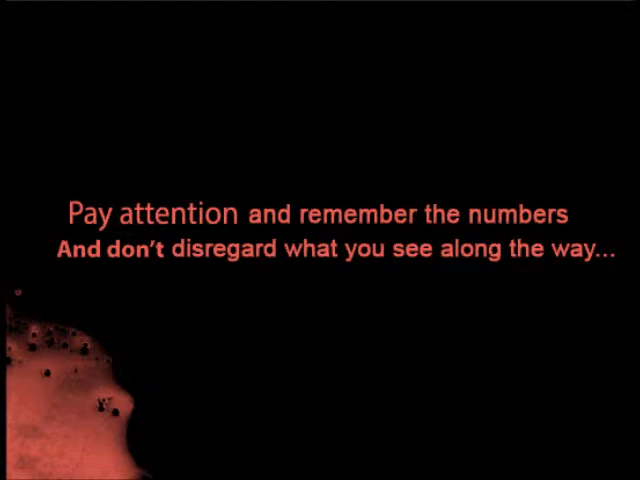 Pay attention and remember the numbers
And don't disregard what you see along the way...